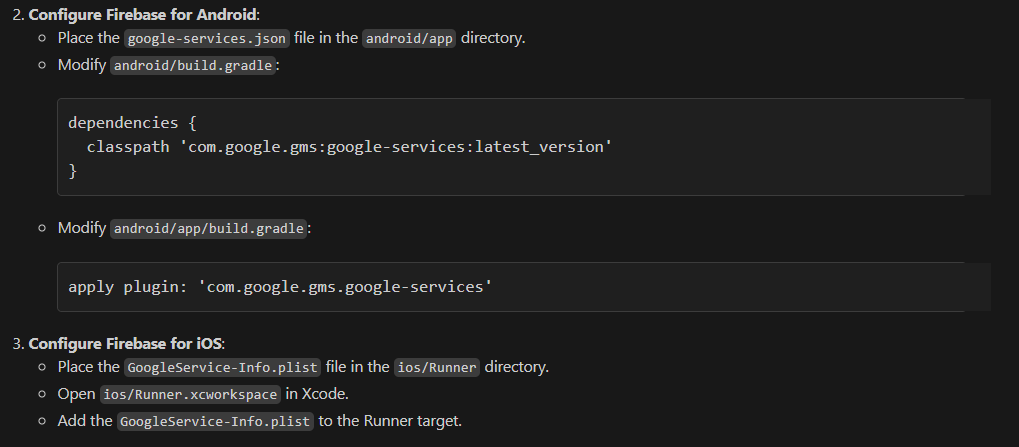 2. Configure Firebase for Android:
Place the google-services.json file in the android/app directory.
Modify android/build.gradle:
dependencies {
  classpath 'com.google.gms:google-services:latest_version'
}
Modify android/app/build.gradle:
apply plugin: 'com.google.gms.google-services'
3. Configure Firebase for iOS:
Place the GoogleService-Info.plist file in the ios/Runner directory.
Open ios/Runner.xcworkspace in Xcode.
Add the GoogleService-Info.plist to the Runner target.